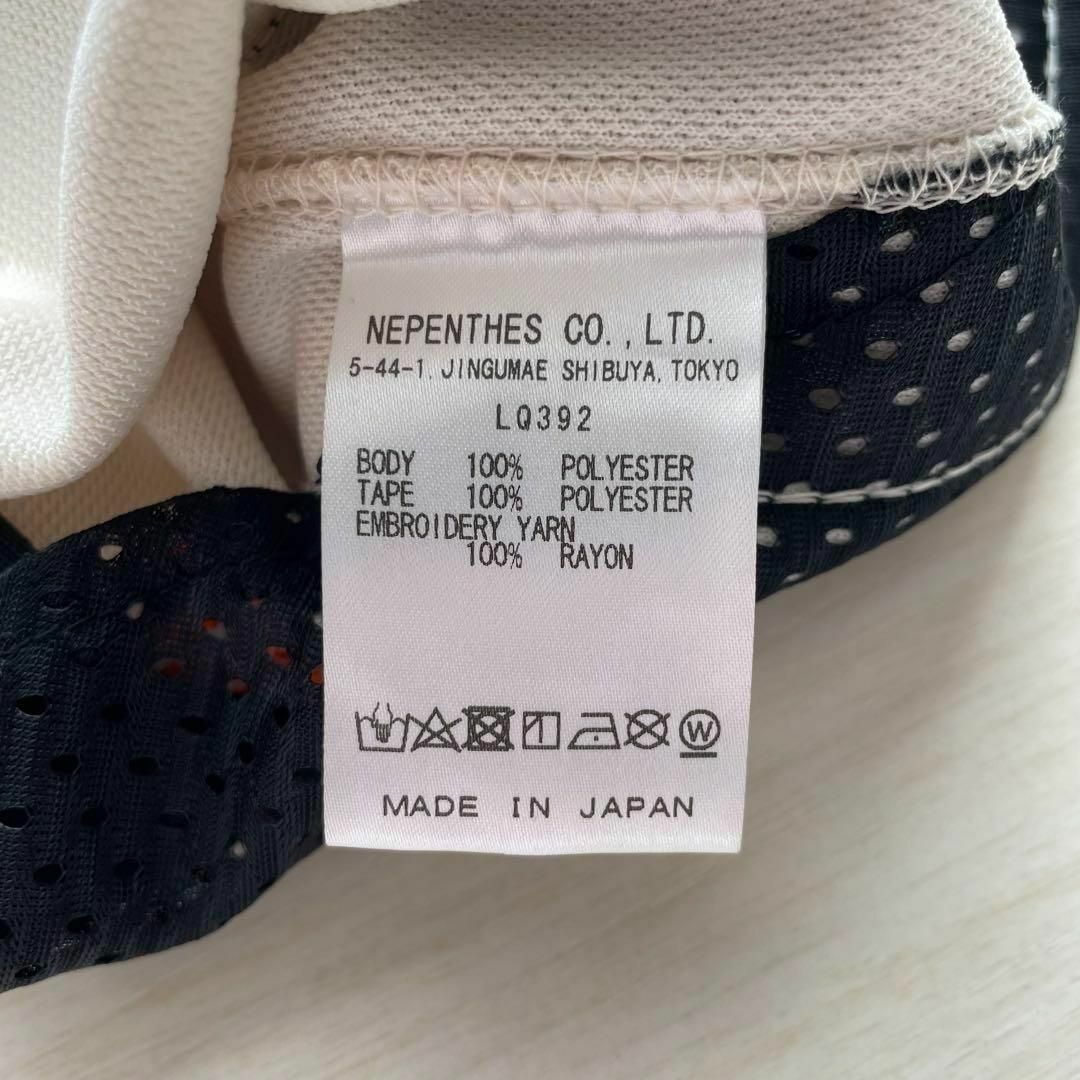 NEPENTHES CO.,LTD.
5-44-1, JINGUMAE SHIBUYA, TOKYO
LQ392
BODY 100% POLYESTER
TAPE 100% POLYESTER
EMBROIDERY YARN
100% RAYON
W
MADE IN JAPAN